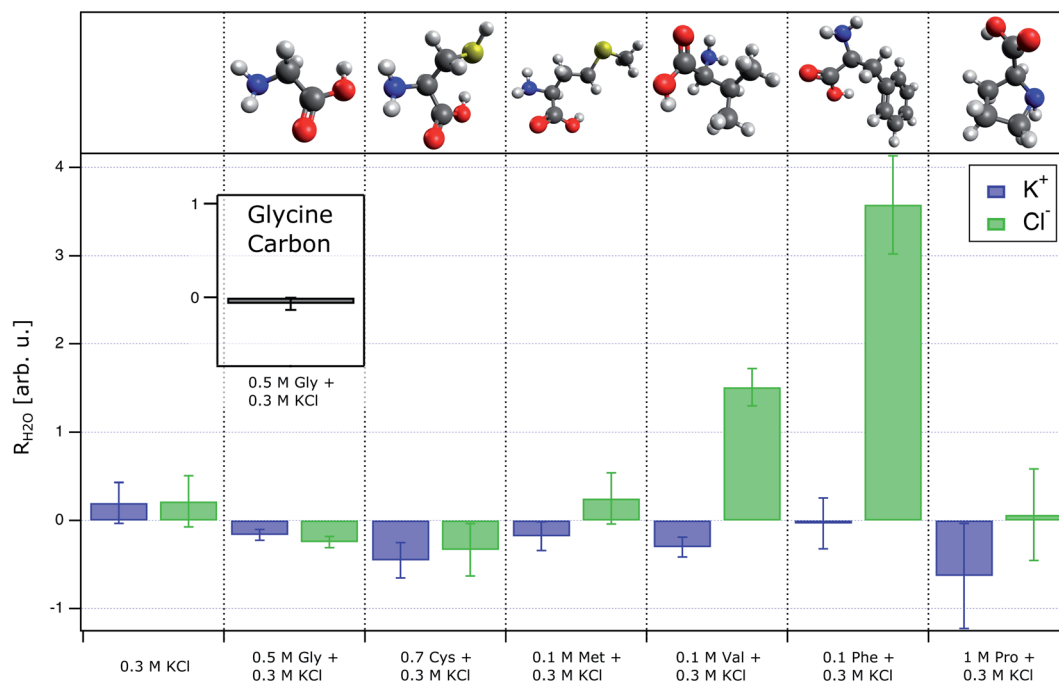 4
3
2
1
0
-1
R_H2O [arb. u.]
1
0
Glycine
Carbon
0.5 M Gly +
0.3 M KCl
K⁺
Cl⁻
0.3 M KCl
0.5 M Gly +
0.3 M KCl
0.7 Cys +
0.3 M KCl
0.1 M Met +
0.3 M KCl
0.1 M Val +
0.3 M KCl
0.1 Phe +
0.3 M KCl
1 M Pro +
0.3 M KCl